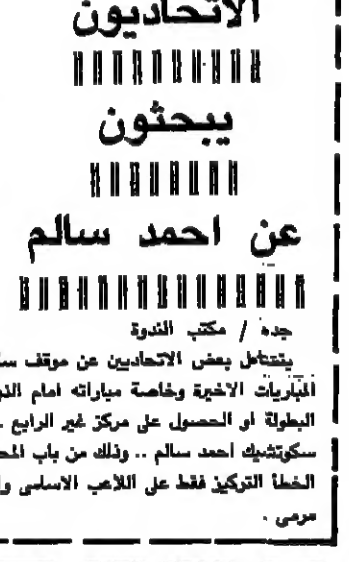 الاتحاديون
يبحثون
عن احمد سالم
جدة / مكتب الندوة
يتساءل بعض الاتحاديين عن موقف
المباريات الاخيرة وخاصة مباراته امام
البطولة او الحصول على مركز غير الرابع .
سكوتشيك احمد سالم .. وذلك من باب
الخطأ التركيز فقط على اللاعب الاساسى
مرمى .